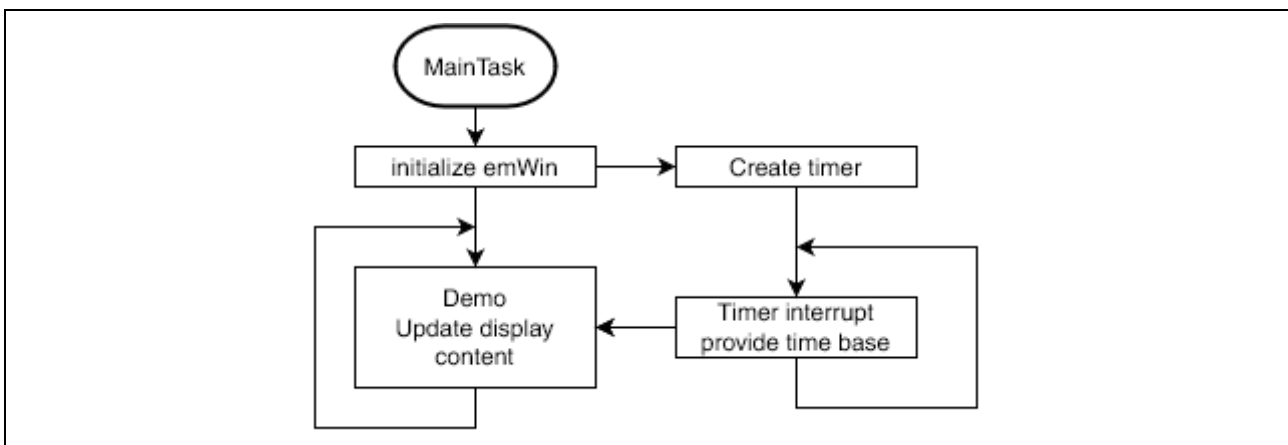 MainTask
initialize emWin
Create timer
Demo
Update display
content
Timer interrupt
provide time base